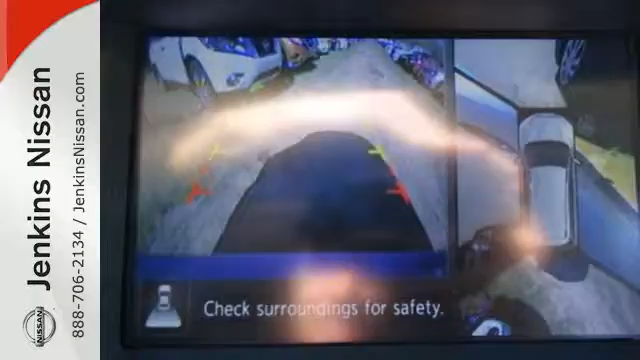 Jenkins Nissan
888-706-2134 / JenkinsNissan.com
NISSAN
Check surroundings for safety.